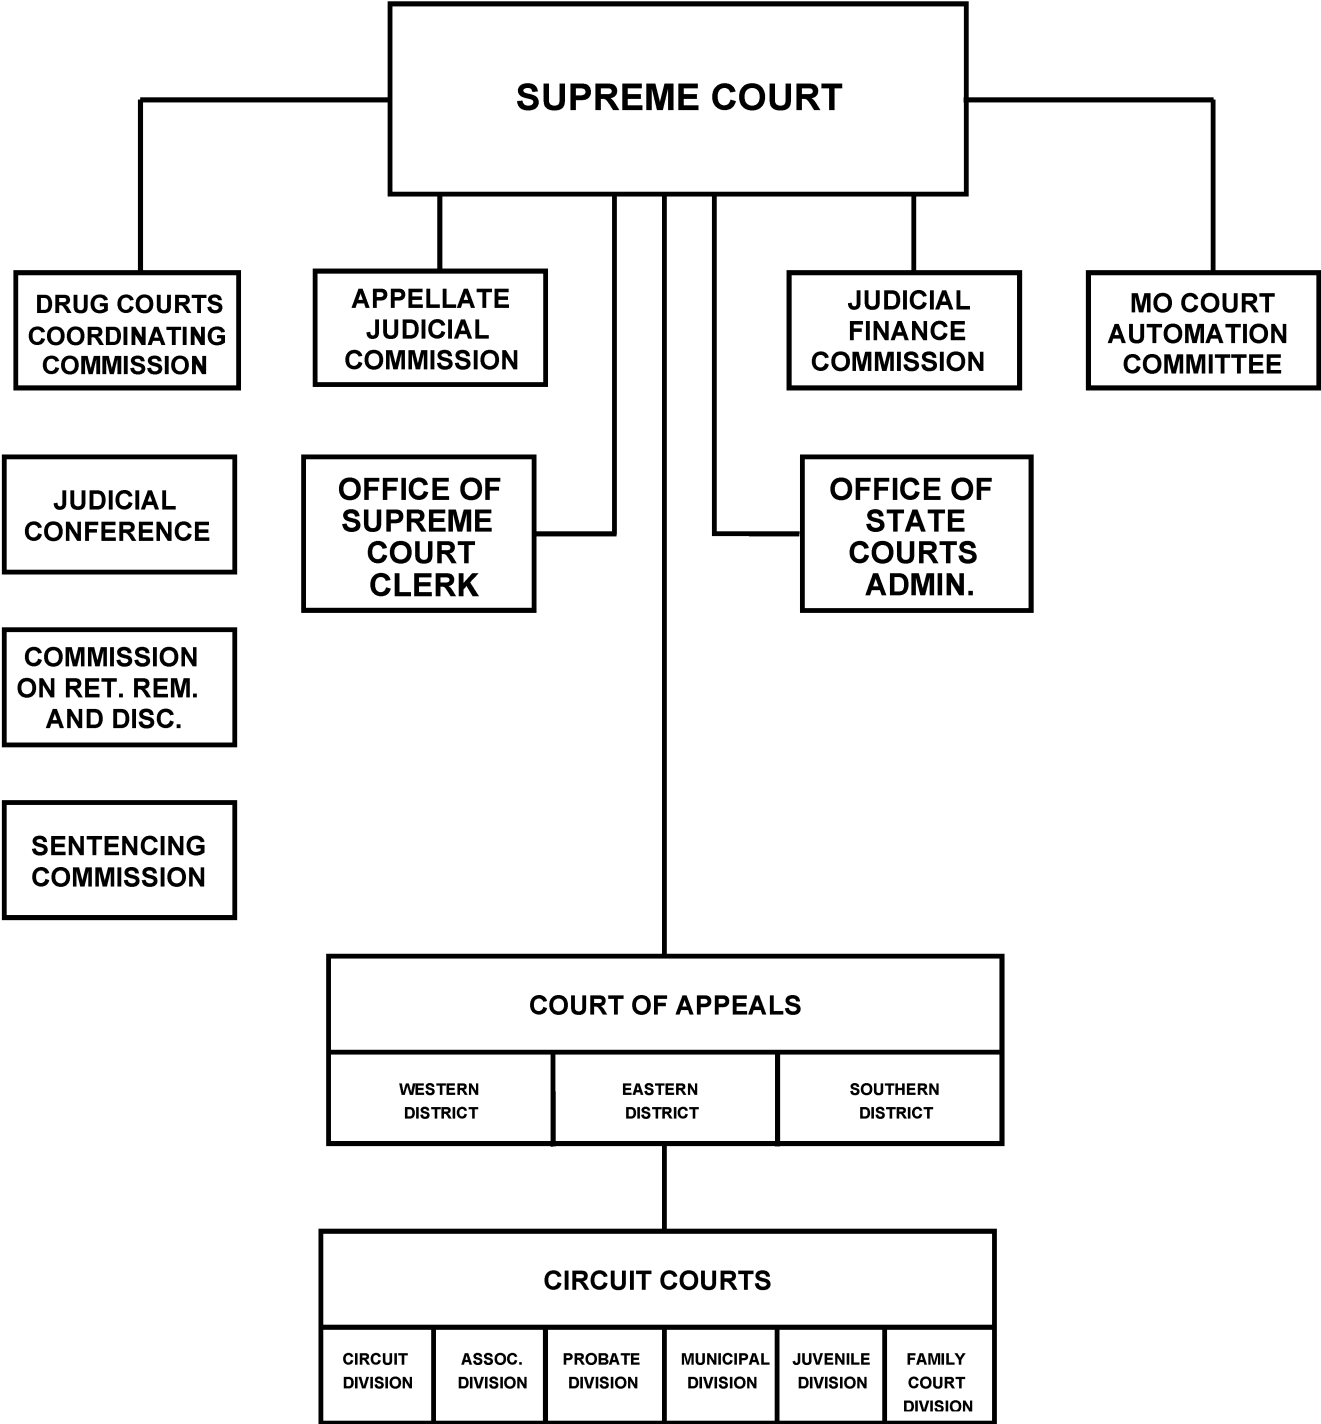 SUPREME COURT
DRUG COURTS
COORDINATING
COMMISSION
APPELLATE
JUDICIAL
COMMISSION
JUDICIAL
FINANCE
COMMISSION
MO COURT
AUTOMATION
COMMITTEE
JUDICIAL
CONFERENCE
OFFICE OF
SUPREME
COURT
CLERK
OFFICE OF
STATE
COURTS
ADMIN.
COMMISSION
ON RET. REM.
AND DISC.
SENTENCING
COMMISSION
COURT OF APPEALS
WESTERN
DISTRICT
EASTERN
DISTRICT
SOUTHERN
DISTRICT
CIRCUIT COURTS
CIRCUIT
DIVISION
ASSOC.
DIVISION
PROBATE
DIVISION
MUNICIPAL
DIVISION
JUVENILE
DIVISION
FAMILY
COURT
DIVISION